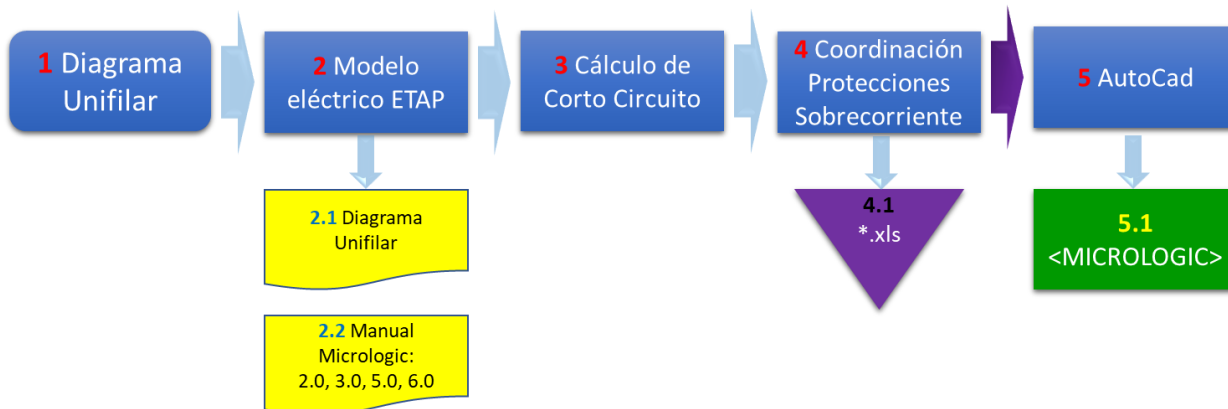 1 Diagrama
Unifilar
2 Modelo
eléctrico ETAP
3 Cálculo de
Corto Circuito
4 Coordinación
Protecciones
Sobrecorriente
5 AutoCad
2.1 Diagrama
Unifilar
2.2 Manual
Micrologic:
2.0, 3.0, 5.0, 6.0
4.1
*.xls
5.1
<MICROLOGIC>